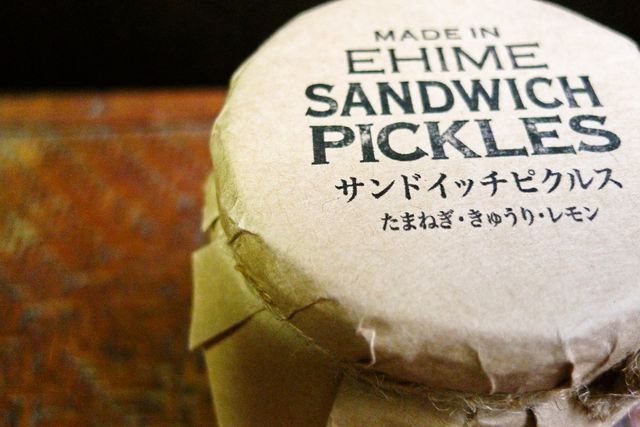 MADE IN
EHIME
SANDWICH
PICKLES
サンドイッチピクルス
たまねぎ・きゅうり・レモン